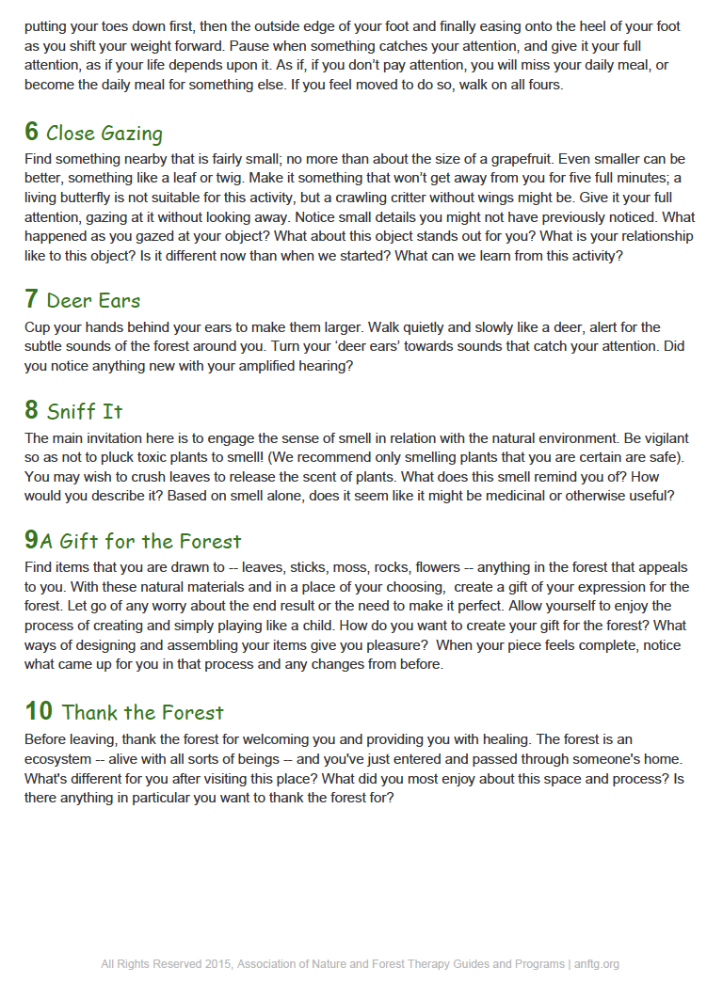 putting your toes down first, then the outside edge of your foot and finally easing onto the heel of your foot
as you shift your weight forward. Pause when something catches your attention, and give it your full
attention, as if your life depends upon it. As if, if you don’t pay attention, you will miss your daily meal, or
become the daily meal for something else. If you feel moved to do so, walk on all fours.
6 Close Gazing
Find something nearby that is fairly small; no more than about the size of a grapefruit. Even smaller can be
better, something like a leaf or twig. Make it something that won’t get away from you for five full minutes; a
living butterfly is not suitable for this activity, but a crawling critter without wings might be. Give it your full
attention, gazing at it without looking away. Notice small details you might not have previously noticed. What
happened as you gazed at your object? What about this object stands out for you? What is your relationship
like to this object? Is it different now than when we started? What can we learn from this activity?
7 Deer Ears
Cup your hands behind your ears to make them larger. Walk quietly and slowly like a deer, alert for the
subtle sounds of the forest around you. Turn your ‘deer ears’ towards sounds that catch your attention. Did
you notice anything new with your amplified hearing?
8 Sniff It
The main invitation here is to engage the sense of smell in relation with the natural environment. Be vigilant
so as not to pluck toxic plants to smell! (We recommend only smelling plants that you are certain are safe).
You may wish to crush leaves to release the scent of plants. What does this smell remind you of? How
would you describe it? Based on smell alone, does it seem like it might be medicinal or otherwise useful?
9A Gift for the Forest
Find items that you are drawn to -- leaves, sticks, moss, rocks, flowers -- anything in the forest that appeals
to you. With these natural materials and in a place of your choosing,  create a gift of your expression for the
forest. Let go of any worry about the end result or the need to make it perfect. Allow yourself to enjoy the
process of creating and simply playing like a child. How do you want to create your gift for the forest? What
ways of designing and assembling your items give you pleasure?  When your piece feels complete, notice
what came up for you in that process and any changes from before.
10 Thank the Forest
Before leaving, thank the forest for welcoming you and providing you with healing. The forest is an
ecosystem -- alive with all sorts of beings -- and you've just entered and passed through someone's home.
What's different for you after visiting this place? What did you most enjoy about this space and process? Is
there anything in particular you want to thank the forest for?
All Rights Reserved 2015, Association of Nature and Forest Therapy Guides and Programs | anftg.org